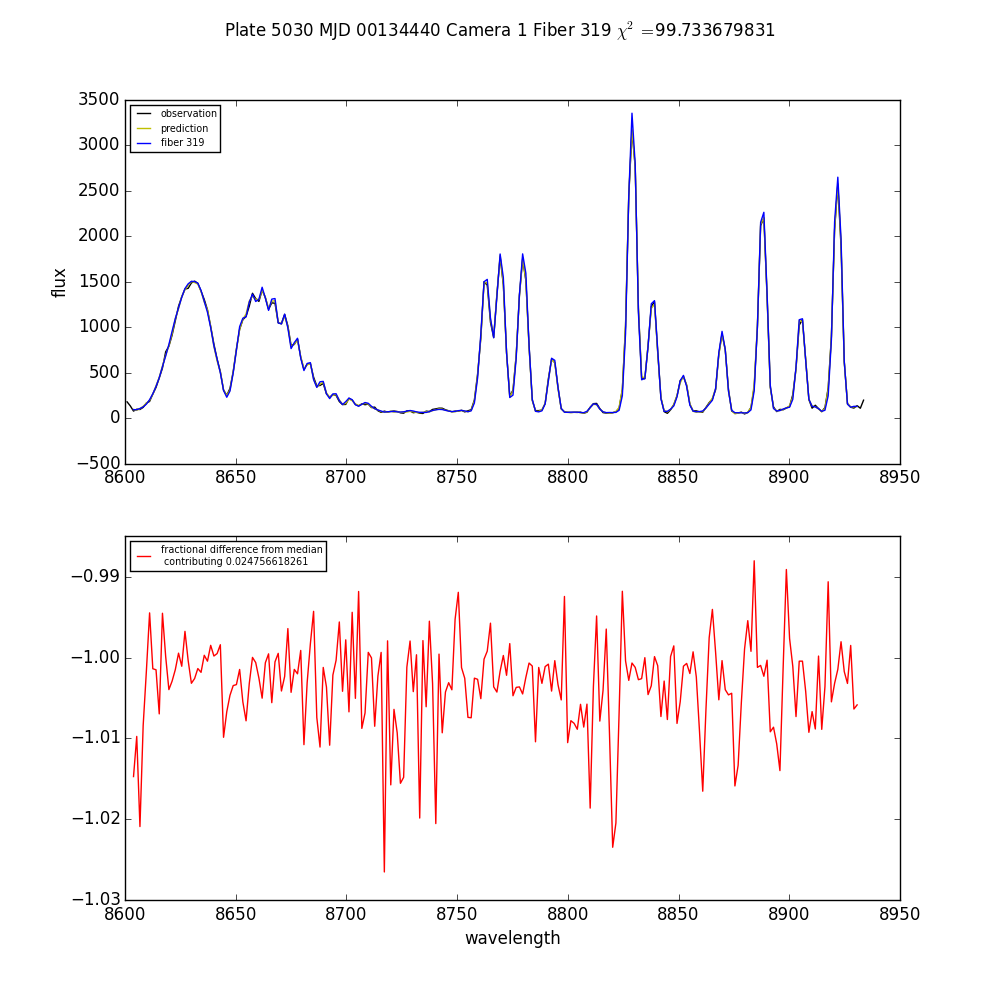 Plate 5030 MJD 00134440 Camera 1 Fiber 319 χ² =99.733679831
3500
3000
2500
2000
1500
1000
500
0
−500
flux
observation
prediction
fiber 319
8600 8650 8700 8750 8800 8850 8900 8950
fractional difference from median
contributing 0.024756618261
−0.99
−1.00
−1.01
−1.02
−1.03
8600 8650 8700 8750 8800 8850 8900 8950
wavelength